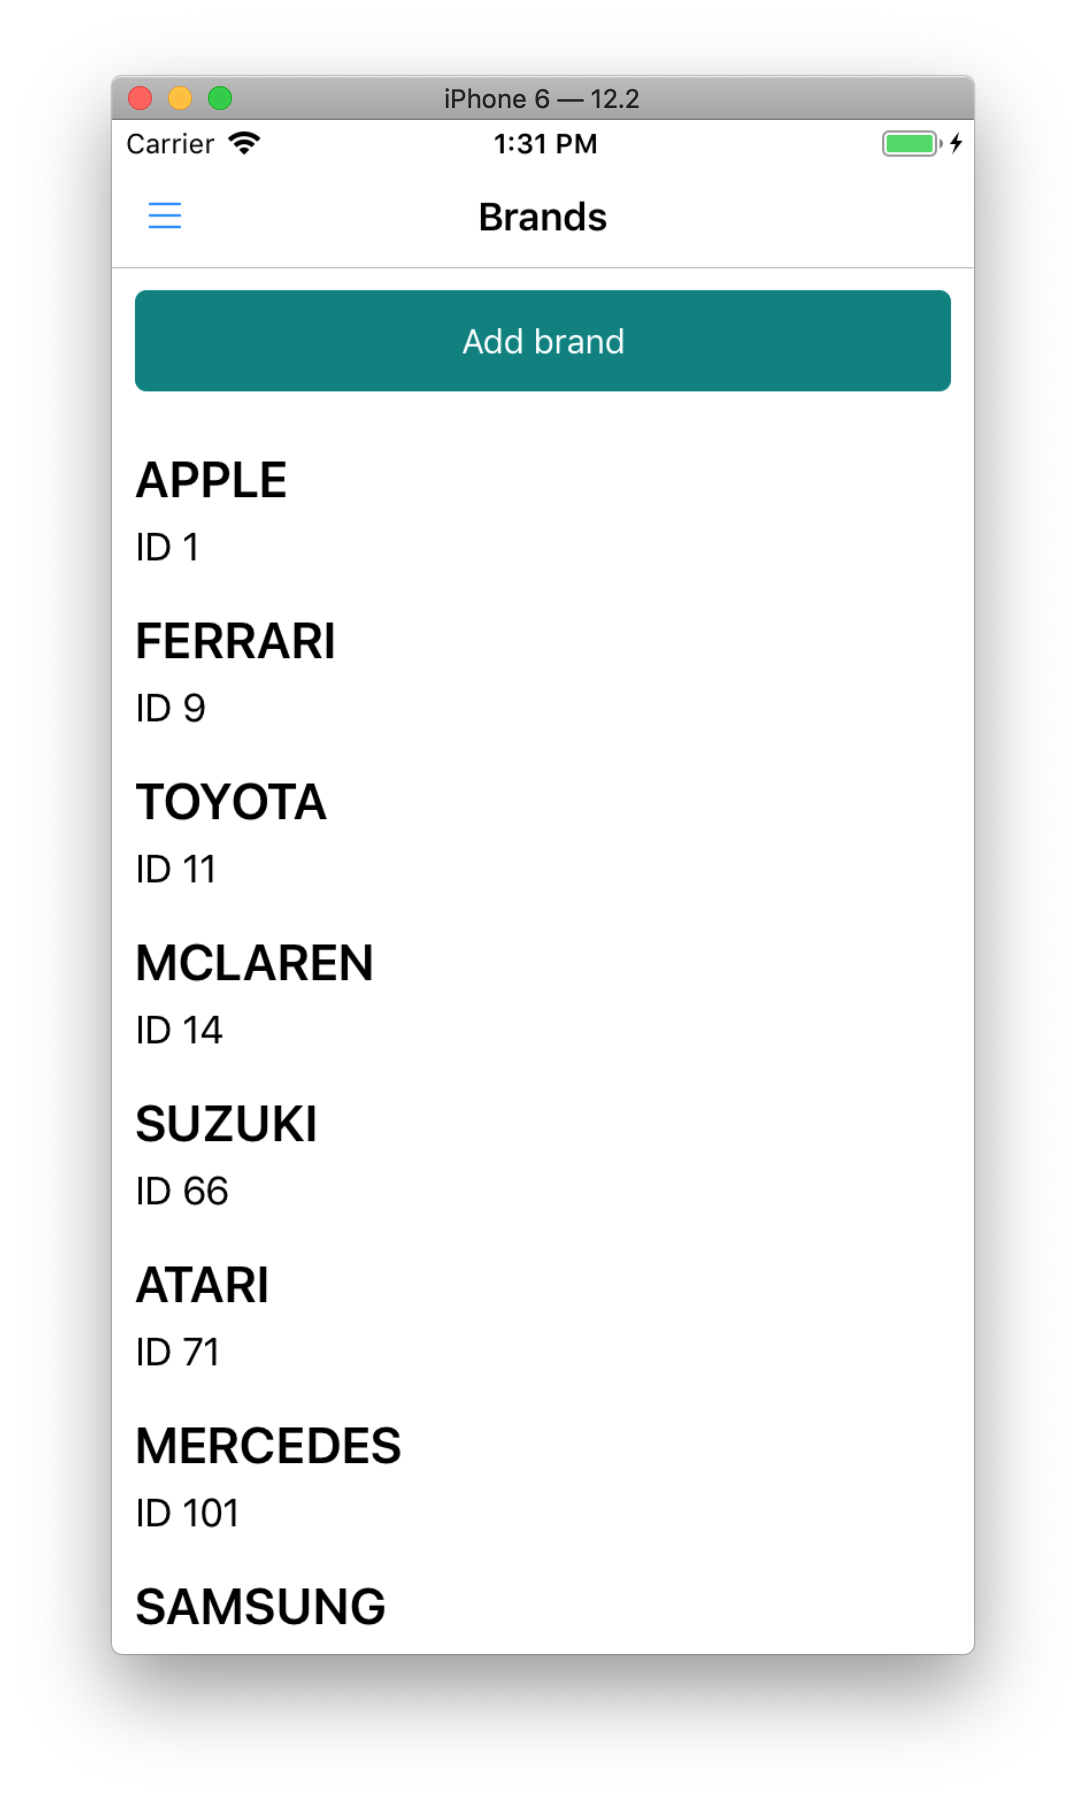 iPhone 6 — 12.2
Carrier 1:31 PM
Brands
Add brand
APPLE
ID 1
FERRARI
ID 9
TOYOTA
ID 11
MCLAREN
ID 14
SUZUKI
ID 66
ATARI
ID 71
MERCEDES
ID 101
SAMSUNG